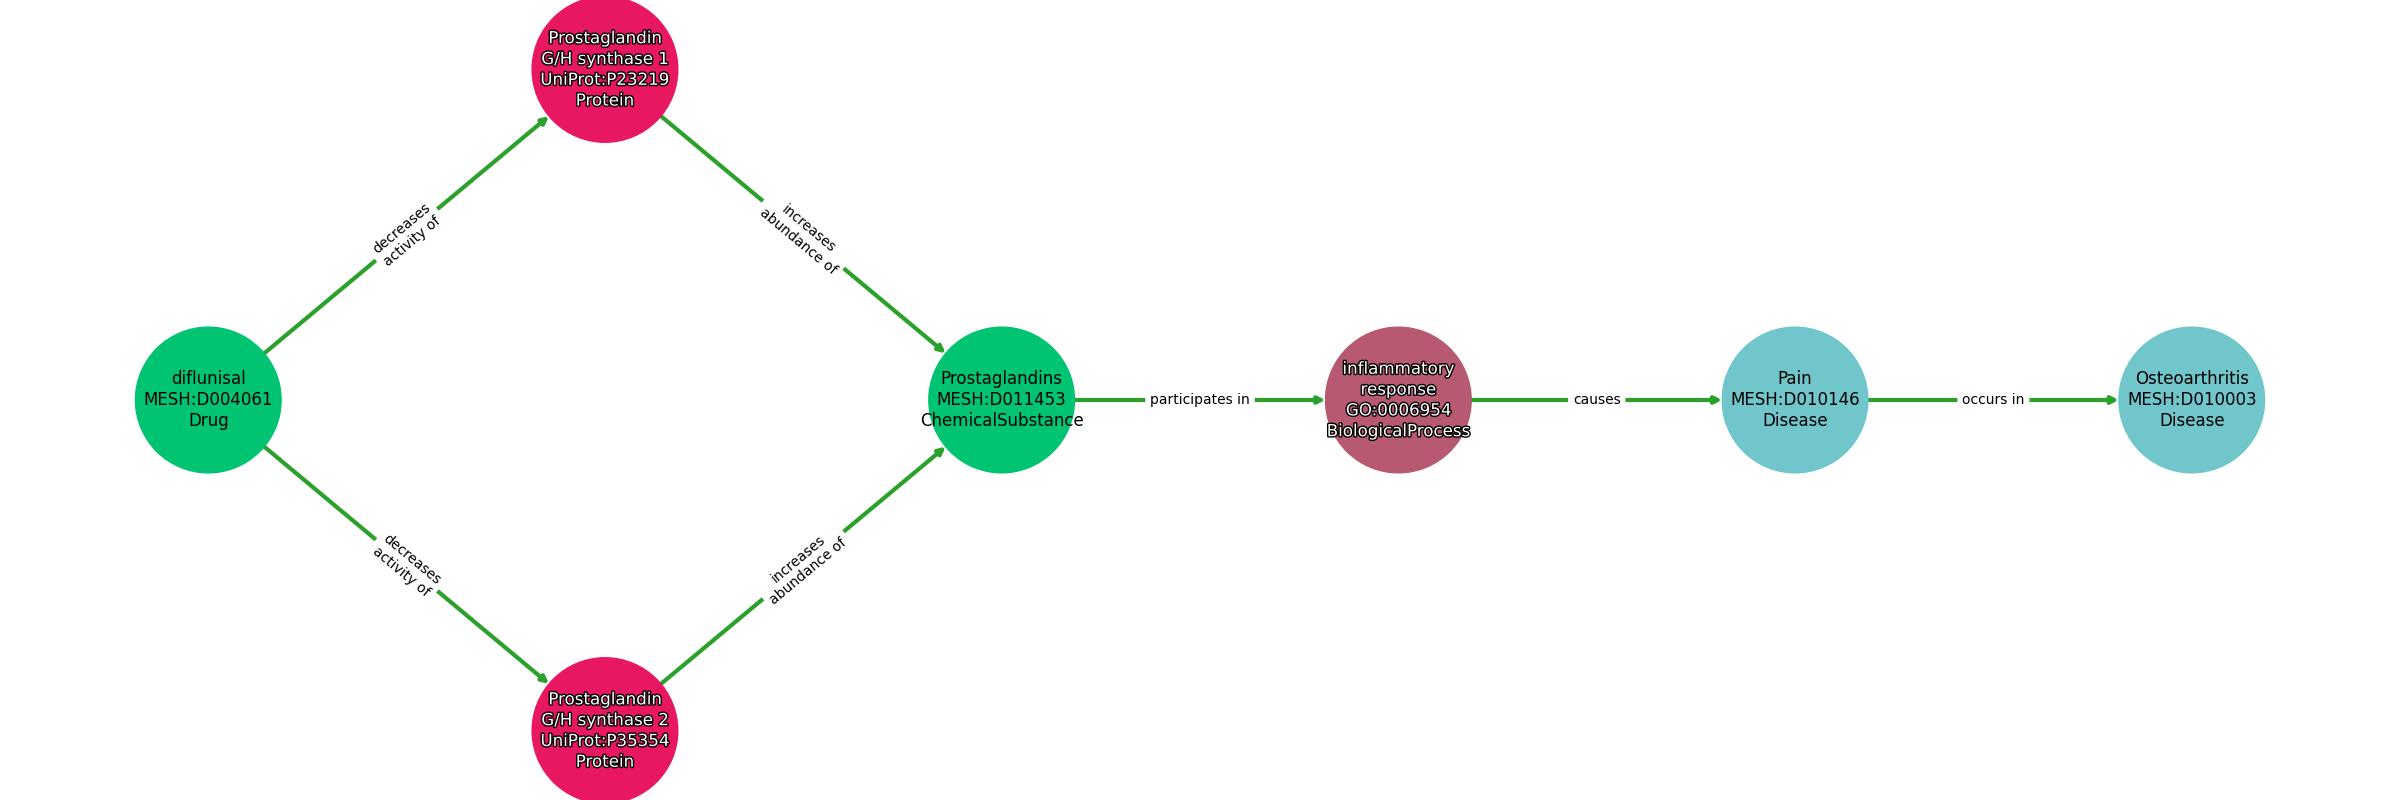 Prostaglandin
G/H synthase 1
UniProt:P23219
Protein
decreases
activity of
increases
abundance of
diflunisal
MESH:D004061
Drug
Prostaglandins
MESH:D011453
ChemicalSubstance
participates in
inflammatory
response
GO:0006954
BiologicalProcess
causes
Pain
MESH:D010146
Disease
occurs in
Osteoarthritis
MESH:D010003
Disease
decreases
activity of
increases
abundance of
Prostaglandin
G/H synthase 2
UniProt:P35354
Protein